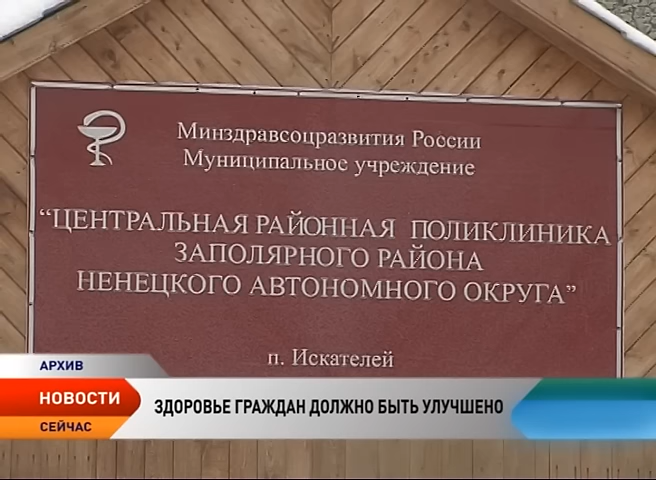 Минздравсоцразвития России
Муниципальное учреждение
“ЦЕНТРАЛЬНАЯ РАЙОННАЯ ПОЛИКЛИНИКА
ЗАПОЛЯРНОГО РАЙОНА
НЕНЕЦКОГО АВТОНОМНОГО ОКРУГА”
п. Искателей
АРХИВ
НОВОСТИ
ЗДОРОВЬЕ ГРАЖДАН ДОЛЖНО БЫТЬ УЛУЧШЕНО
СЕЙЧАС